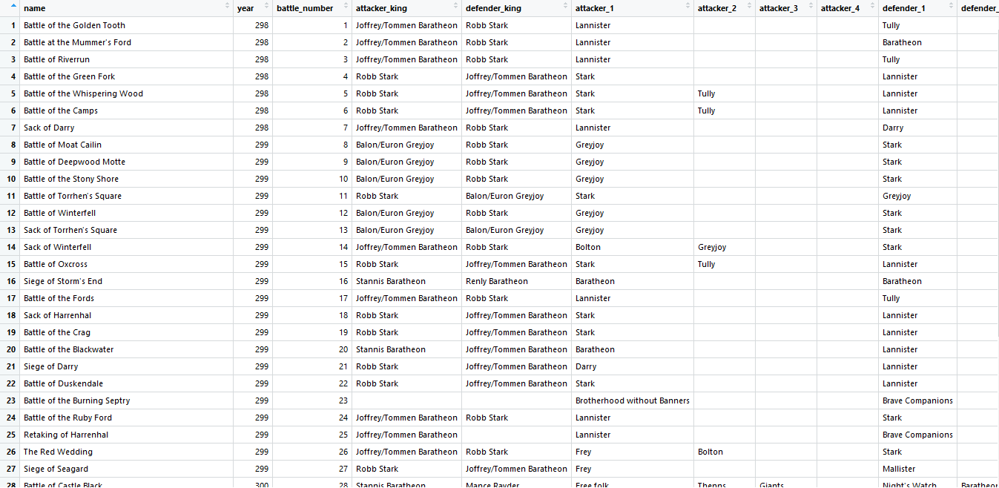 name year battle_number attacker_king defender_king attacker_1 attacker_2 attacker_3 attacker_4 defender_1 defender_
1 Battle of the Golden Tooth 298 1 Joffrey/Tommen Baratheon Robb Stark Lannister Tully
2 Battle at the Mummer's Ford 298 2 Joffrey/Tommen Baratheon Robb Stark Lannister Baratheon
3 Battle of Riverrun 298 3 Joffrey/Tommen Baratheon Robb Stark Lannister Tully
4 Battle of the Green Fork 298 4 Robb Stark Joffrey/Tommen Baratheon Stark Lannister
5 Battle of the Whispering Wood 298 5 Robb Stark Joffrey/Tommen Baratheon Stark Tully Lannister
6 Battle of the Camps 298 6 Robb Stark Joffrey/Tommen Baratheon Stark Tully Lannister
7 Sack of Darry 298 7 Joffrey/Tommen Baratheon Robb Stark Lannister Darry
8 Battle of Moat Cailin 299 8 Balon/Euron Greyjoy Robb Stark Greyjoy Stark
9 Battle of Deepwood Motte 299 9 Balon/Euron Greyjoy Robb Stark Greyjoy Stark
10 Battle of the Stony Shore 299 10 Balon/Euron Greyjoy Robb Stark Greyjoy Stark
11 Battle of Torrhen's Square 299 11 Robb Stark Balon/Euron Greyjoy Stark Greyjoy
12 Battle of Winterfell 299 12 Balon/Euron Greyjoy Robb Stark Greyjoy Stark
13 Sack of Torrhen's Square 299 13 Balon/Euron Greyjoy Balon/Euron Greyjoy Greyjoy Stark
14 Sack of Winterfell 299 14 Joffrey/Tommen Baratheon Robb Stark Bolton Greyjoy Stark
15 Battle of Oxcross 299 15 Robb Stark Joffrey/Tommen Baratheon Stark Tully Lannister
16 Siege of Storm's End 299 16 Stannis Baratheon Renly Baratheon Baratheon Baratheon
17 Battle of the Fords 299 17 Joffrey/Tommen Baratheon Robb Stark Lannister Tully
18 Sack of Harrenhal 299 18 Robb Stark Joffrey/Tommen Baratheon Stark Lannister
19 Battle of the Crag 299 19 Robb Stark Joffrey/Tommen Baratheon Stark Lannister
20 Battle of the Blackwater 299 20 Stannis Baratheon Joffrey/Tommen Baratheon Baratheon Lannister
21 Siege of Darry 299 21 Robb Stark Joffrey/Tommen Baratheon Darry Lannister
22 Battle of Duskendale 299 22 Robb Stark Joffrey/Tommen Baratheon Stark Lannister
23 Battle of the Burning Septry 299 23 Brotherhood without Banners Brave Companions
24 Battle of the Ruby Ford 299 24 Joffrey/Tommen Baratheon Robb Stark Lannister Stark
25 Retaking of Harrenhal 299 25 Joffrey/Tommen Baratheon Lannister Brave Companions
26 The Red Wedding 299 26 Joffrey/Tommen Baratheon Robb Stark Frey Bolton Stark
27 Siege of Seagard 299 27 Robb Stark Joffrey/Tommen Baratheon Frey Mallister
28 Battle of Castle Black 300 28 Stannis Baratheon Mance Rayder Free folk Thenns Giants Night's Watch Baratheo